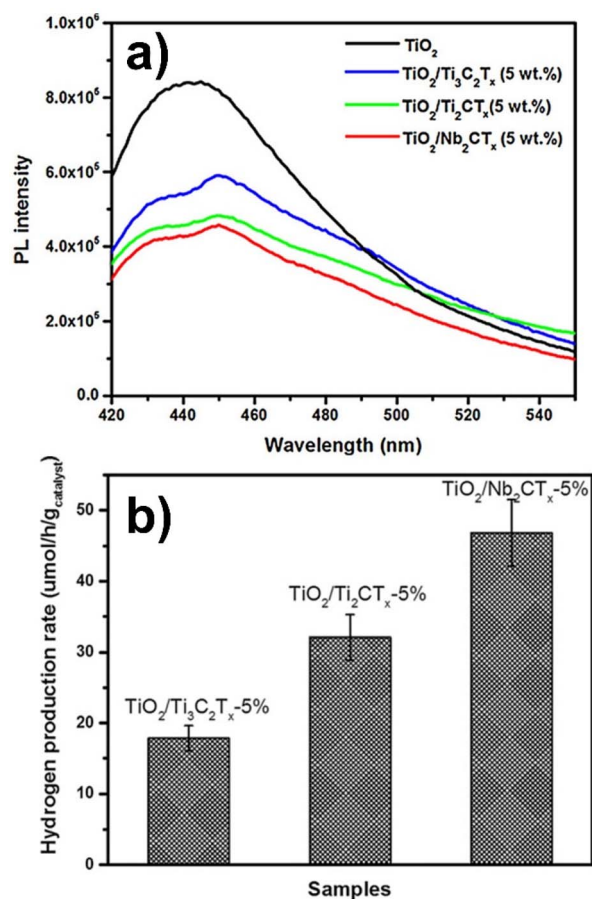 a)
1.0x10⁶
8.0x10⁵
6.0x10⁵
4.0x10⁵
2.0x10⁵
0.0
PL intensity
TiO₂
TiO₂/Ti₃C₂Tₓ (5 wt.%)
TiO₂/Ti₂CTₓ(5 wt.%)
TiO₂/Nb₂CTₓ (5 wt.%)
420 440 460 480 500 520 540
Wavelength (nm)
b)
50
40
30
20
10
0
Hydrogen production rate (umol/h/g_catalyst)
TiO₂/Nb₂CTₓ-5%
TiO₂/Ti₂CTₓ-5%
TiO₂/Ti₃C₂Tₓ-5%
Samples